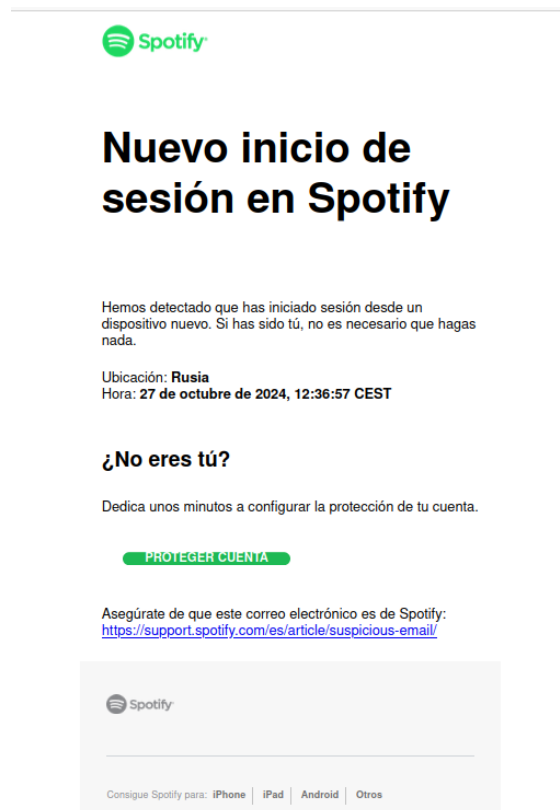 Spotify
Nuevo inicio de
sesión en Spotify
Hemos detectado que has iniciado sesión desde un
dispositivo nuevo. Si has sido tú, no es necesario que hagas
nada.
Ubicación: Rusia
Hora: 27 de octubre de 2024, 12:36:57 CEST
¿No eres tú?
Dedica unos minutos a configurar la protección de tu cuenta.
PROTEGER CUENTA
Asegúrate de que este correo electrónico es de Spotify:
https://support.spotify.com/es/article/suspicious-email/
Spotify
Consigue Spotify para: iPhone | iPad | Android | Otros